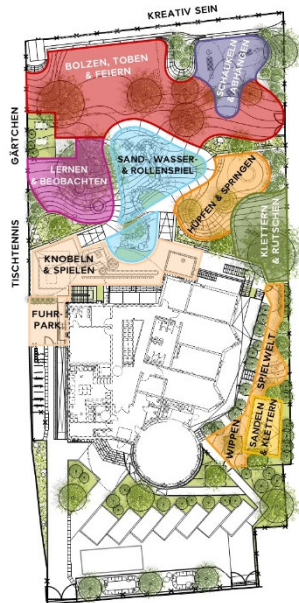 KREATIV SEIN
BOLZEN, TOBEN
& FEIERN
SCHAUKELN
& ABHÄNGEN
GÄRTCHEN
LERNEN
& BEOBACHTEN
SAND-, WASSER-
& ROLLENSPIEL
HÜPFEN & SPRINGEN
KLETTERN
& RUTSCHEN
TISCHTENNIS
KNOBELN
& SPIELEN
FUHR-
PARK
SPIELWELT
WIPPEN
SANDELN
& KLETTERN